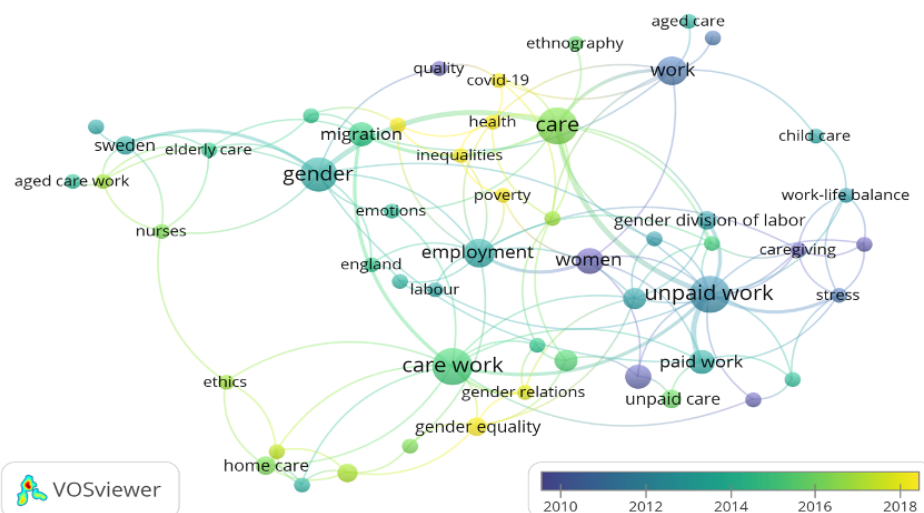 aged care
ethnography
quality
work
covid-19
health
care
migration
child care
sweden
elderly care
inequalities
gender
aged care work
poverty
work-life balance
emotions
gender division of labor
nurses
employment
caregiving
women
england
labour
unpaid work
stress
care work
paid work
ethics
gender relations
unpaid care
gender equality
home care
VOSviewer
2010 2012 2014 2016 2018